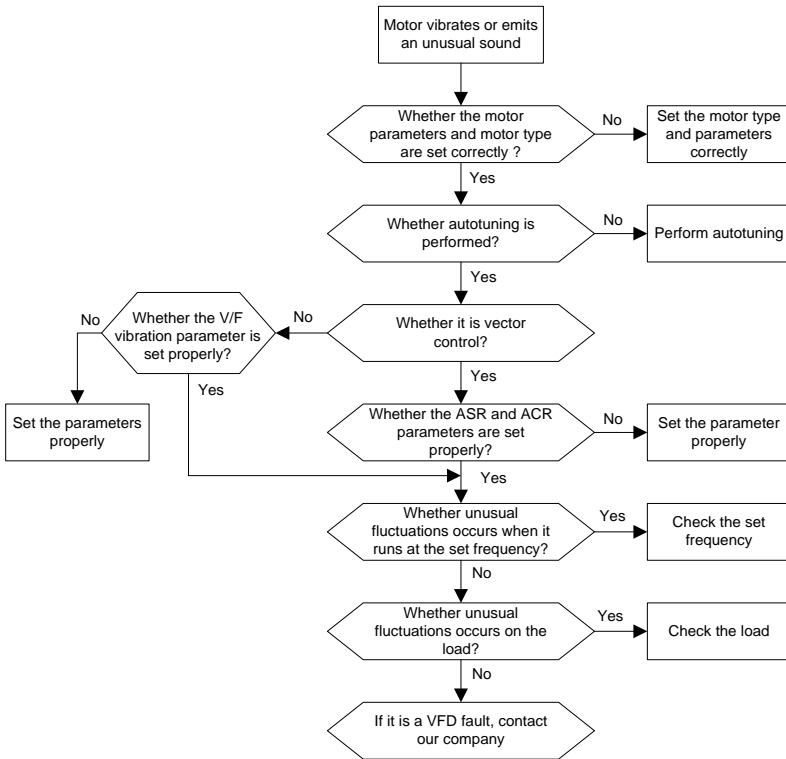 Motor vibrates or emits
an unusual sound
Whether the motor
parameters and motor type
are set correctly ?
No
Set the motor type
and parameters
correctly
Yes
Whether autotuning is
performed?
No
Perform autotuning
Yes
Whether it is vector
control?
No
Whether the V/F
vibration parameter is
set properly?
No
Set the parameters
properly
Yes
Yes
Whether the ASR and ACR
parameters are set
properly?
No
Set the parameter
properly
Yes
Whether unusual
fluctuations occurs when it
runs at the set frequency?
Yes
Check the set
frequency
No
Whether unusual
fluctuations occurs on the
load?
Yes
Check the load
No
If it is a VFD fault, contact
our company